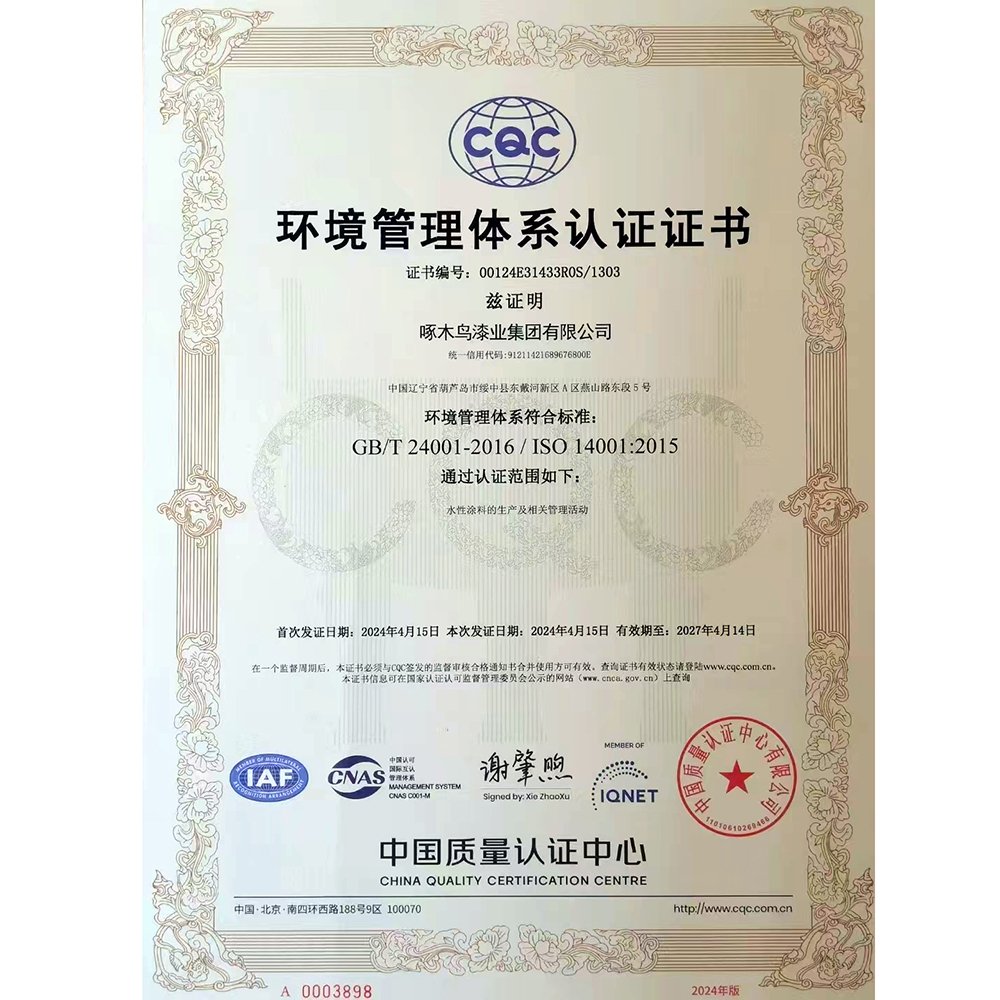 CQC
环境管理体系认证证书
证书编号：00124E31433R0S/1303
兹证明
啄木鸟漆业集团有限公司
统一信用代码:91211421689676800E
中国辽宁省葫芦岛市绥中县东戴河新区A区燕山路东段5号
环境管理体系符合标准：
GB/T 24001-2016 / ISO 14001:2015
通过认证范围如下：
水性涂料的生产及相关管理活动
首次发证日期：2024年4月15日 本次发证日期：2024年4月15日 有效期至：2027年4月14日
在一个监督周期后，本证书必须与CQC签发的监督审核合格通知书合并使用方可有效。查询证书有效状态请登陆www.cqc.com.cn。
本证书信息可在国家认证认可监督管理委员会公示的网站（www.cnca.gov.cn）上查询
MEMBER OF MULTILATERAL
IAF
RECOGNITION ARRANGEMENT
CNAS
中国认可
国际互认
管理体系
MANAGEMENT SYSTEM
CNAS C001-M
谢肇煦
Signed by: Xie ZhaoXu
MEMBER OF
IQNET
中国质量认证中心有限公司
11010610269466
中国质量认证中心
CHINA QUALITY CERTIFICATION CENTRE
中国·北京·南四环西路188号9区 100070
http://www.cqc.com.cn
A 0003898
2024年版